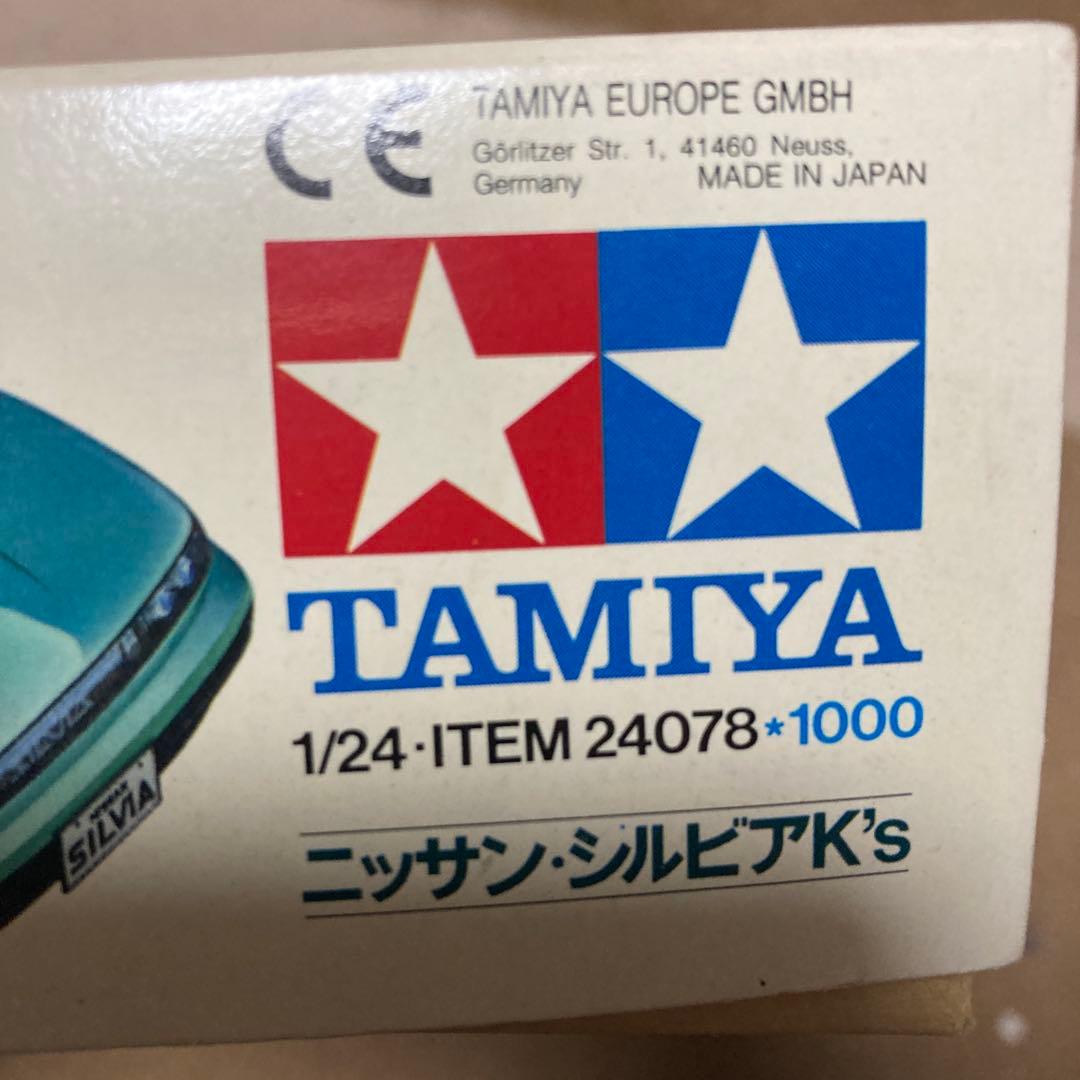 CE
TAMIYA EUROPE GMBH
Görlitzer Str. 1, 41460 Neuss,
Germany MADE IN JAPAN
TAMIYA
1/24·ITEM 24078*1000
ニッサン・シルビアK's
NISSAN
SILVIA